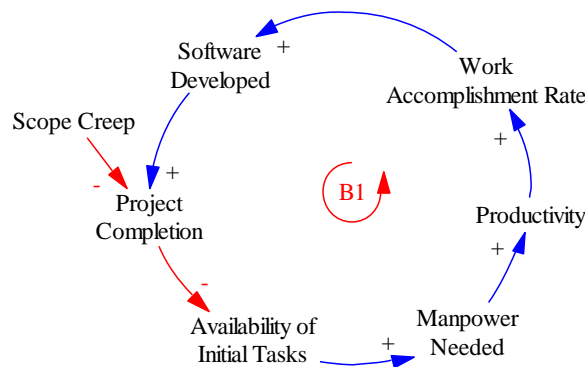 Software
Developed
+
Work
Accomplishment Rate
+
Scope Creep
-
+
Project
Completion
B1
Productivity
+
-
Availability of
Initial Tasks
+
Manpower
Needed